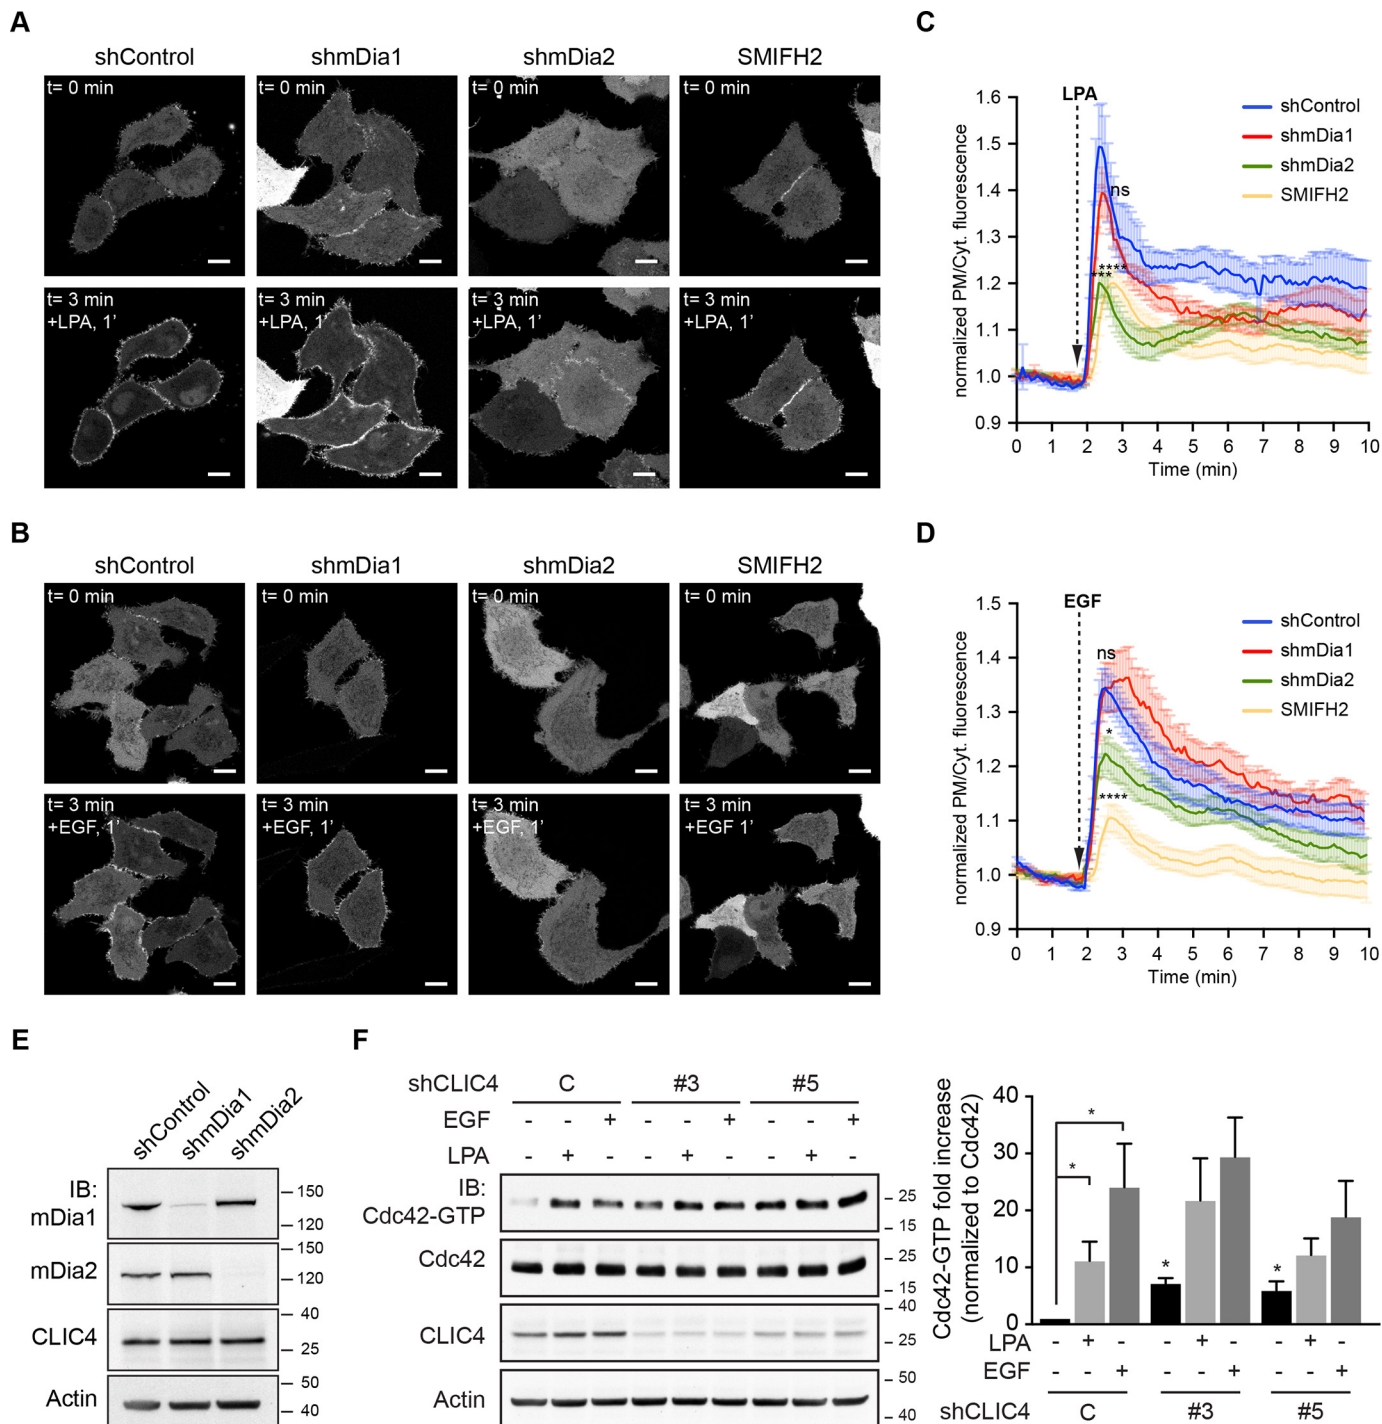 A
shControl shmDia1 shmDia2 SMIFH2
t= 0 min t= 0 min t= 0 min t= 0 min
t= 3 min t= 3 min t= 3 min t= 3 min
+LPA, 1’ +LPA, 1’ +LPA, 1’ +LPA, 1’
B
shControl shmDia1 shmDia2 SMIFH2
t= 0 min t= 0 min t= 0 min t= 0 min
t= 3 min t= 3 min t= 3 min t= 3 min
+EGF, 1’ +EGF, 1’ +EGF, 1’ +EGF 1’
C
normalized PM/Cyt. fluorescence
1.6
1.5
1.4
1.3
1.2
1.1
1.0
0.9
LPA
ns
****
***
shControl
shmDia1
shmDia2
SMIFH2
0 1 2 3 4 5 6 7 8 9 10
Time (min)
D
normalized PM/Cyt. fluorescence
1.5
1.4
1.3
1.2
1.1
1.0
0.9
EGF
ns
*
****
shControl
shmDia1
shmDia2
SMIFH2
0 1 2 3 4 5 6 7 8 9 10
Time (min)
E
shControl shmDia1 shmDia2
IB:
mDia1
150
120
mDia2
150
120
CLIC4
40
25
Actin
50
40
F
shCLIC4 C #3 #5
EGF - - + - - + - - +
LPA - + - - + - - + -
IB:
Cdc42-GTP
25
15
Cdc42
25
15
CLIC4
40
25
Actin
50
40
Cdc42-GTP fold increase
(normalized to Cdc42)
40
30
20
10
0
* * * *
LPA - + - - + - - + -
EGF - - + - - + - - +
shCLIC4 C #3 #5